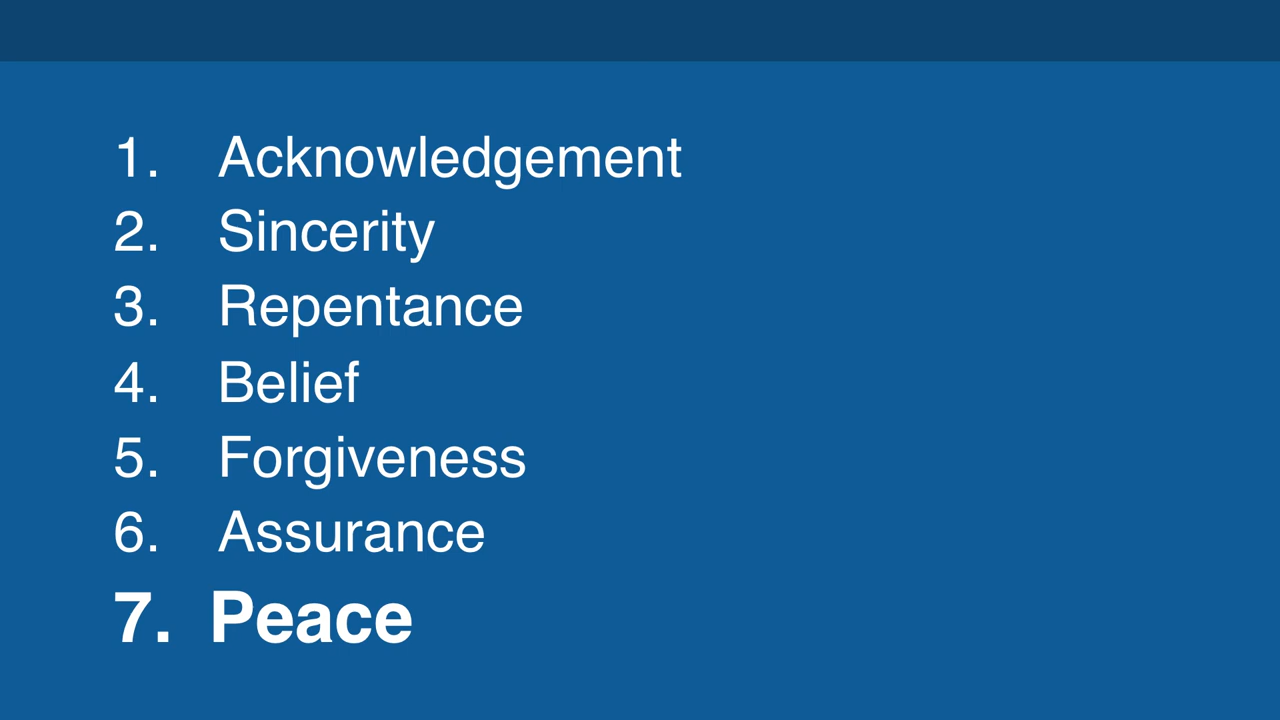 1. Acknowledgement
2. Sincerity
3. Repentance
4. Belief
5. Forgiveness
6. Assurance
7. Peace